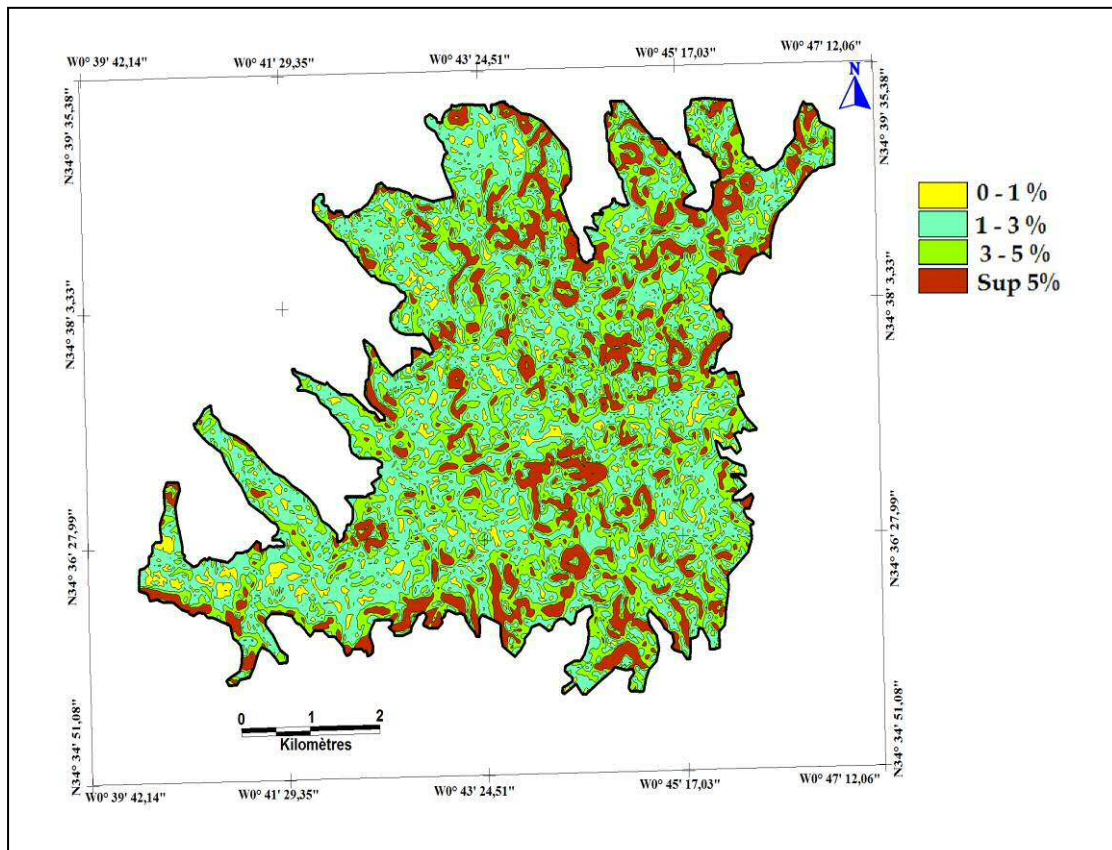 W0° 39' 42,14"
W0° 41' 29,35"
W0° 43' 24,51"
W0° 45' 17,03"
W0° 47' 12,06"
N34° 39' 35,38"
N34° 39' 35,38"
N
0 - 1 %
1 - 3 %
3 - 5 %
Sup 5%
N34° 38' 3,33"
N34° 38' 3,33"
N34° 36' 27,99"
N34° 36' 27,99"
N34° 34' 51,08"
N34° 34' 51,08"
0 1 2
Kilomètres
W0° 39' 42,14"
W0° 41' 29,35"
W0° 43' 24,51"
W0° 45' 17,03"
W0° 47' 12,06"